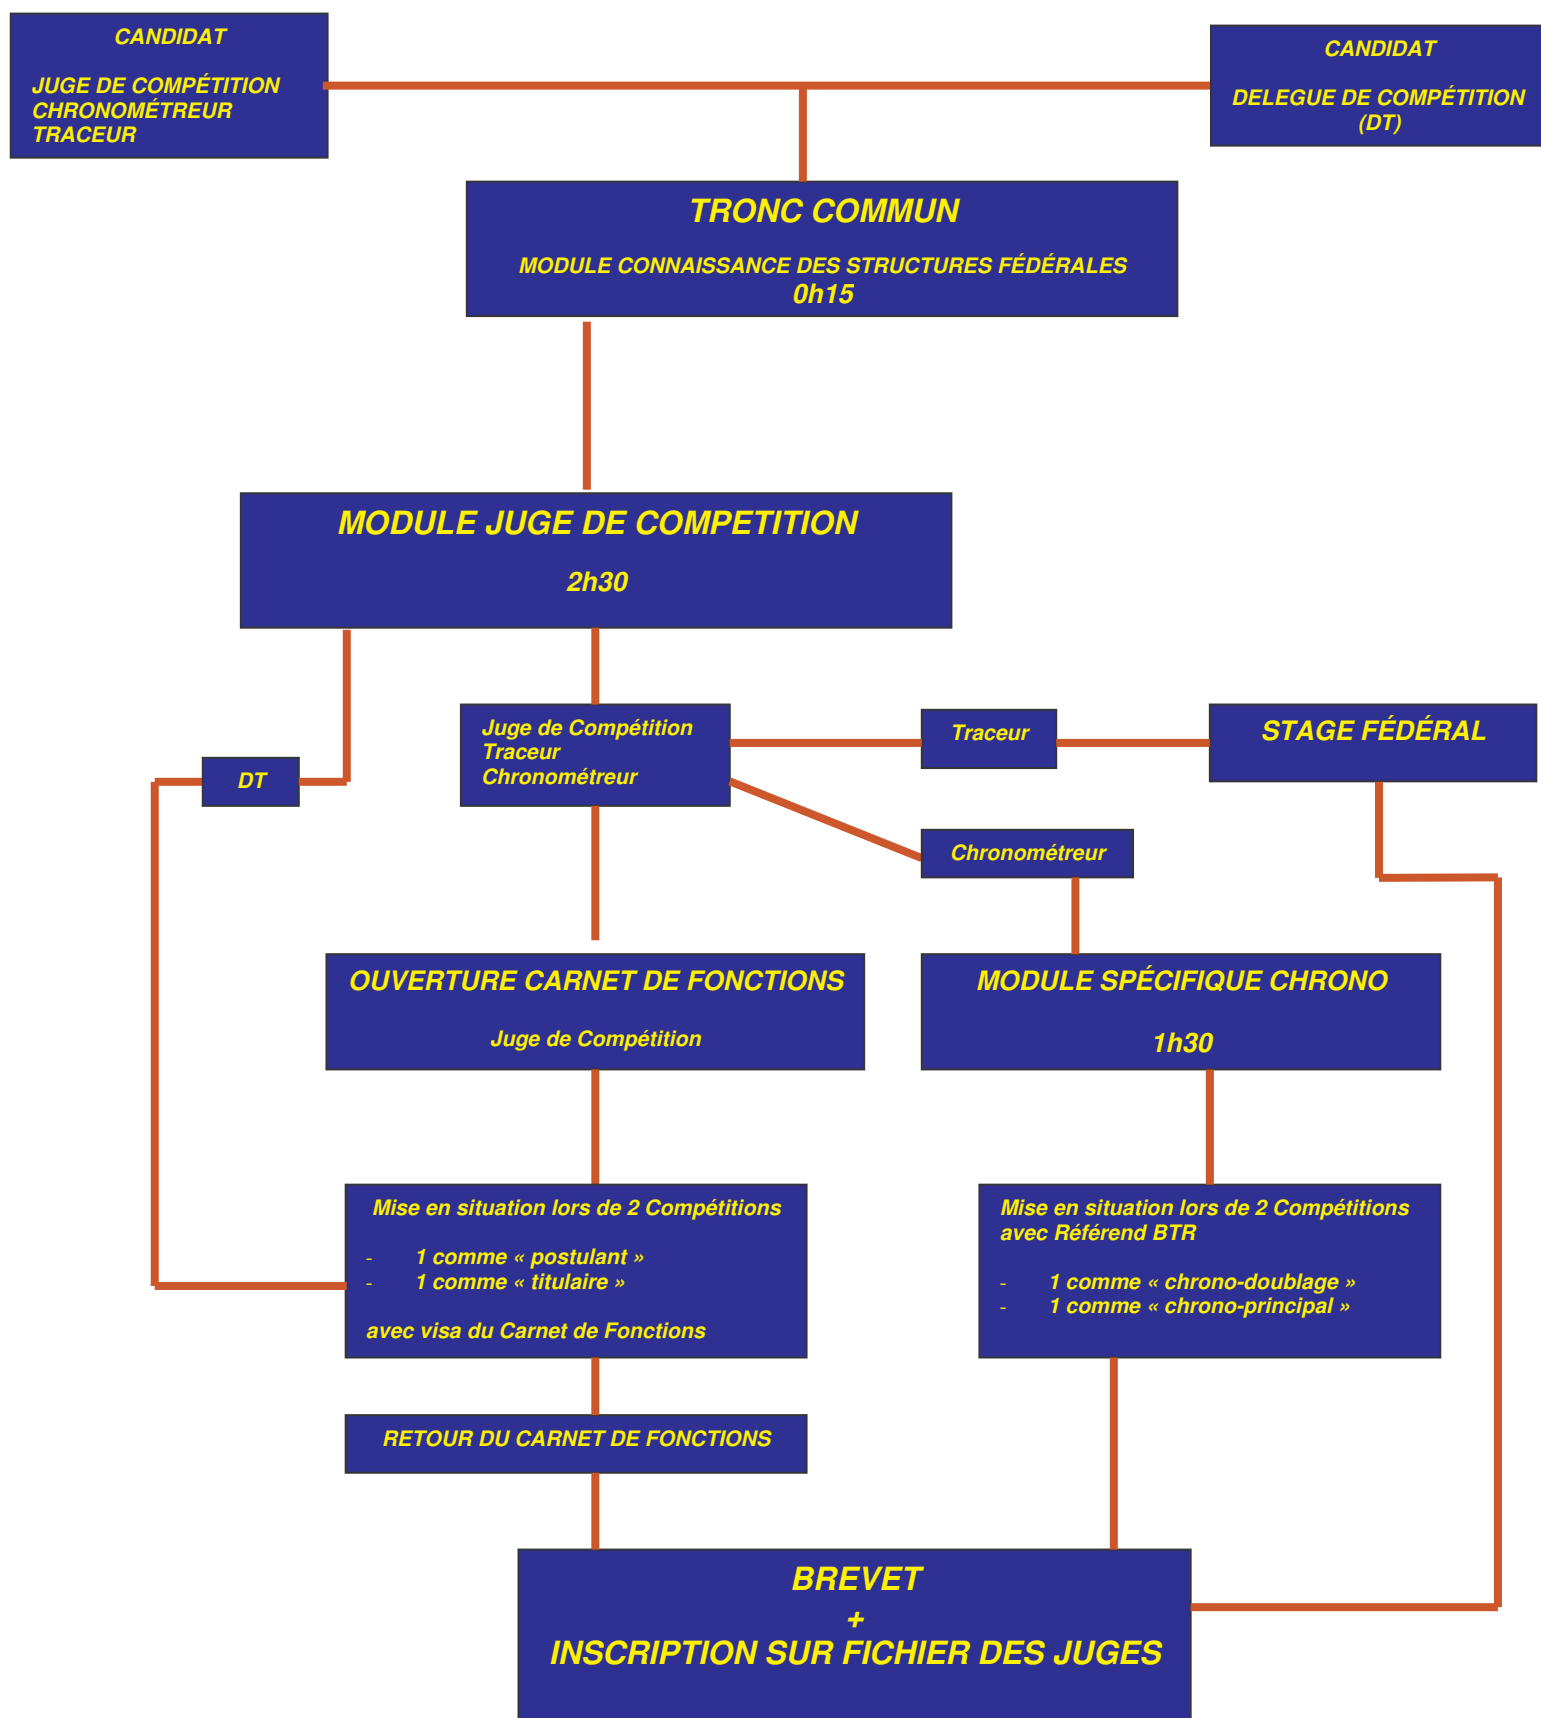 CANDIDAT
JUGE DE COMPÉTITION
CHRONOMÉTREUR
TRACEUR
CANDIDAT
DELEGUE DE COMPÉTITION
(DT)
TRONC COMMUN
MODULE CONNAISSANCE DES STRUCTURES FÉDÉRALES
0h15
MODULE JUGE DE COMPETITION
2h30
Juge de Compétition
Traceur
Chronométreur
Traceur
STAGE FÉDÉRAL
DT
Chronométreur
OUVERTURE CARNET DE FONCTIONS
Juge de Compétition
MODULE SPÉCIFIQUE CHRONO
1h30
Mise en situation lors de 2 Compétitions
- 1 comme « postulant »
- 1 comme « titulaire »
avec visa du Carnet de Fonctions
Mise en situation lors de 2 Compétitions
avec Référend BTR
- 1 comme « chrono-doublage »
- 1 comme « chrono-principal »
RETOUR DU CARNET DE FONCTIONS
BREVET
+
INSCRIPTION SUR FICHIER DES JUGES